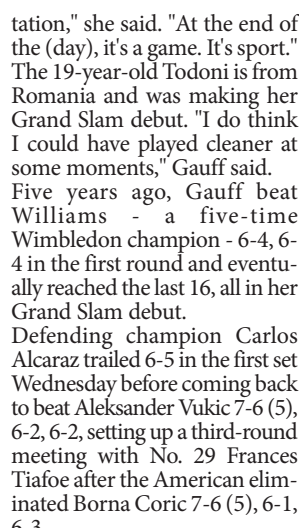 tation," she said. "At the end of
the (day), it's a game. It's sport."
The 19-year-old Todoni is from
Romania and was making her
Grand Slam debut. "I do think
I could have played cleaner at
some moments," Gauff said.
Five years ago, Gauff beat
Williams - a five-time
Wimbledon champion - 6-4, 6-
4 in the first round and eventu-
ally reached the last 16, all in her
Grand Slam debut.
Defending champion Carlos
Alcaraz trailed 6-5 in the first set
Wednesday before coming back
to beat Aleksander Vukic 7-6 (5),
6-2, 6-2, setting up a third-round
meeting with No. 29 Frances
Tiafoe after the American elim-
inated Borna Coric 7-6 (5), 6-1,
6-3